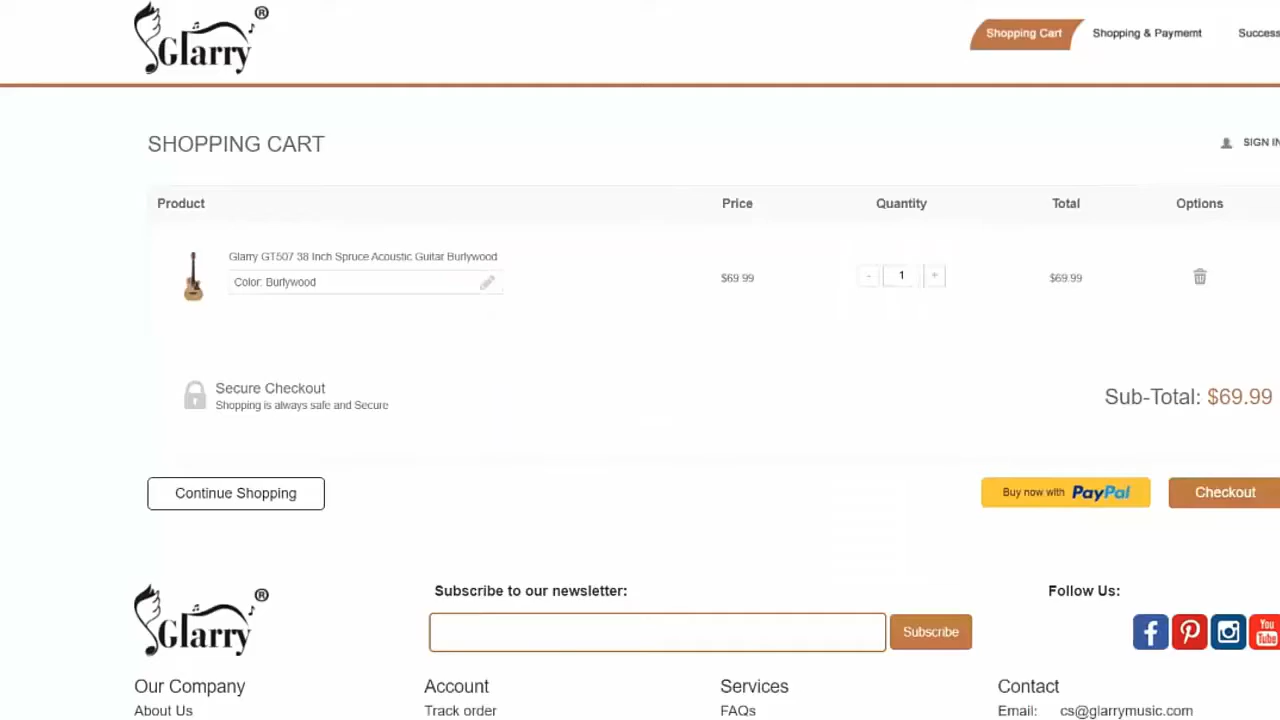 Glarry®
Shopping Cart
Shopping & Paymemt
Success
SHOPPING CART
SIGN IN
Product Price Quantity Total Options
Glarry GT507 38 Inch Spruce Acoustic Guitar Burlywood
Color: Burlywood
$69 99
- 1 +
$69.99
Secure Checkout
Shopping is always safe and Secure
Sub-Total: $69.99
Continue Shopping
Buy now with PayPal
Checkout
Glarry®
Subscribe to our newsletter:
Subscribe
Follow Us:
You Tube
Our Company
About Us
Account
Track order
Services
FAQs
Contact
Email: cs@glarrymusic.com